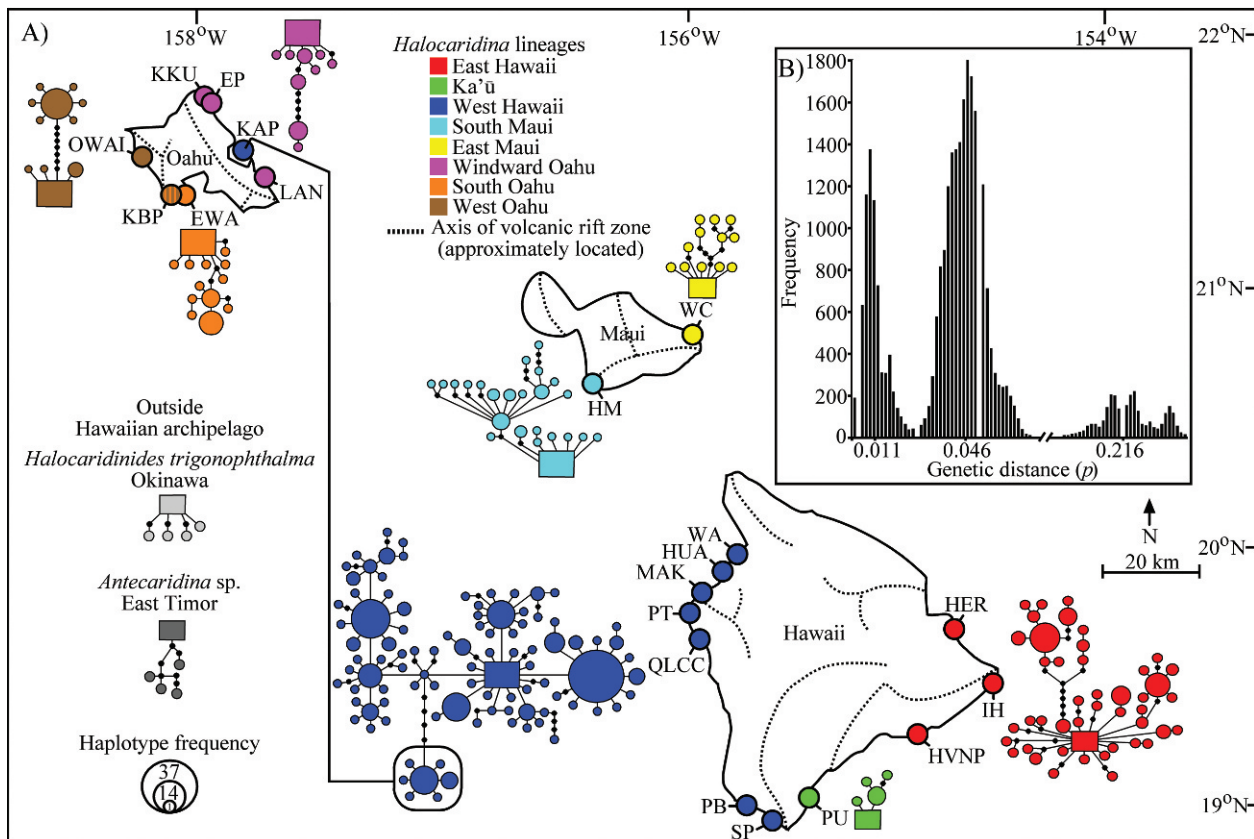 A)
158°W
156°W
154°W
22°N
21°N
20°N
19°N
Halocaridina lineages
East Hawaii
Ka'ū
West Hawaii
South Maui
East Maui
Windward Oahu
South Oahu
West Oahu
Axis of volcanic rift zone
(approximately located)
KKU
EP
KAP
OWAI
Oahu
LAN
KBP
EWA
WC
Maui
HM
B)
Frequency
1800
1600
1400
1200
1000
800
600
400
200
0
0.011
0.046
0.216
Genetic distance (p)
N
20 km
Outside
Hawaiian archipelago
Halocaridinides trigonophthalma
Okinawa
Antecaridina sp.
East Timor
Haplotype frequency
37
14
WA
HUA
MAK
PT
QLCC
Hawaii
HER
IH
HVNP
PU
PB
SP